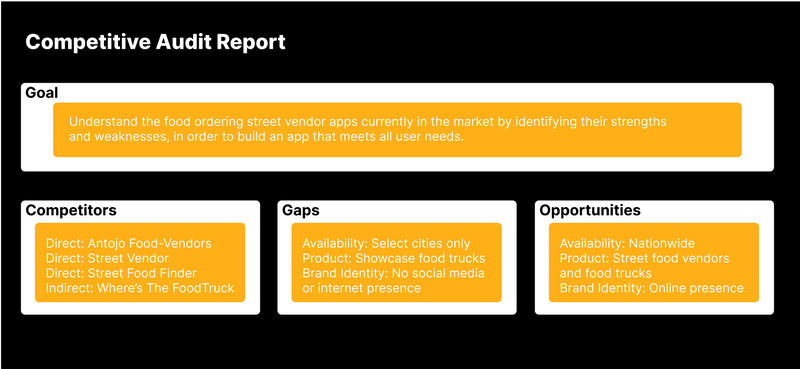 Competitive Audit Report
Goal
Understand the food ordering street vendor apps currently in the market by identifying their strengths
and weaknesses, in order to build an app that meets all user needs.
Competitors
Direct: Antojo Food-Vendors
Direct: Street Vendor
Direct: Street Food Finder
Indirect: Where's The FoodTruck
Gaps
Availability: Select cities only
Product: Showcase food trucks
Brand Identity: No social media
or internet presence
Opportunities
Availability: Nationwide
Product: Street food vendors
and food trucks
Brand Identity: Online presence